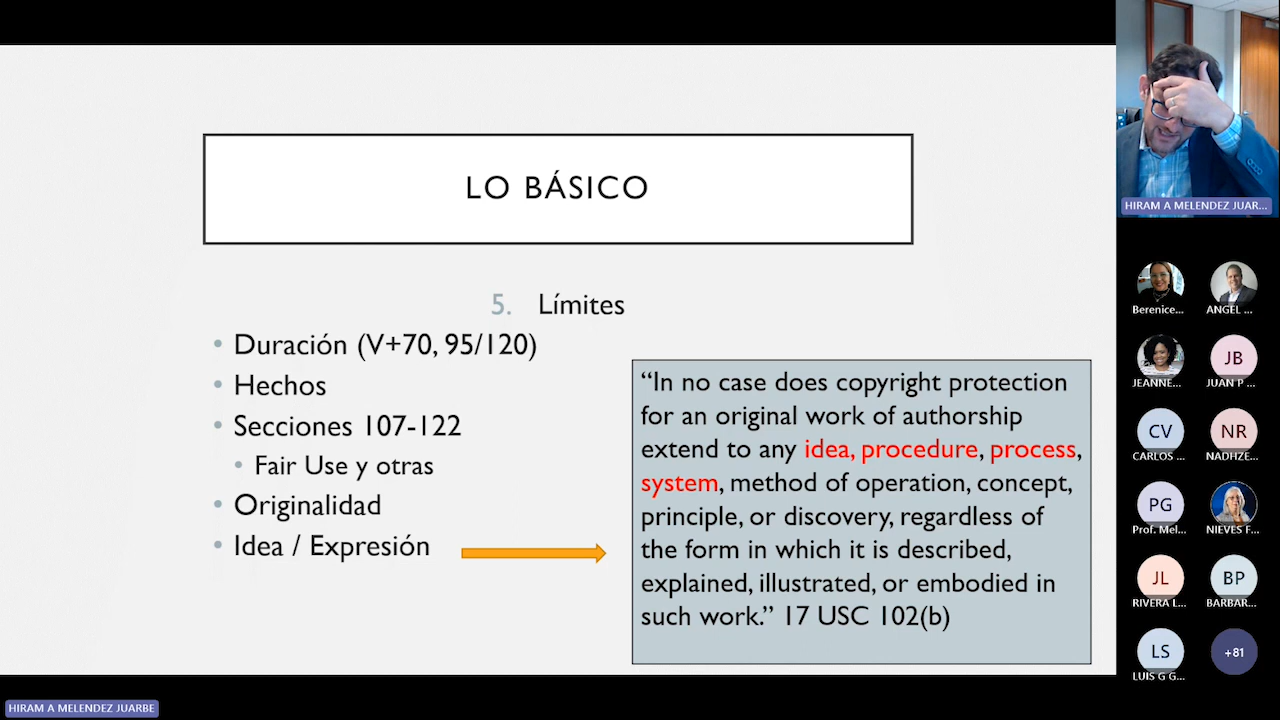 LO BÁSICO
5. Límites
• Duración (V+70, 95/120)
• Hechos
• Secciones 107-122
• Fair Use y otras
• Originalidad
• Idea / Expresión
“In no case does copyright protection
for an original work of authorship
extend to any idea, procedure, process,
system, method of operation, concept,
principle, or discovery, regardless of
the form in which it is described,
explained, illustrated, or embodied in
such work.” 17 USC 102(b)
HIRAM A MELENDEZ JUAR...
Berenice...
ANGEL ...
JEANNE...
JB
JUAN P ...
CV
CARLOS ...
NR
NADHZE...
PG
Prof. Mel...
NIEVES F...
JL
RIVERA L...
BP
BARBAR...
LS
LUIS G G...
+81
HIRAM A MELENDEZ JUARBE